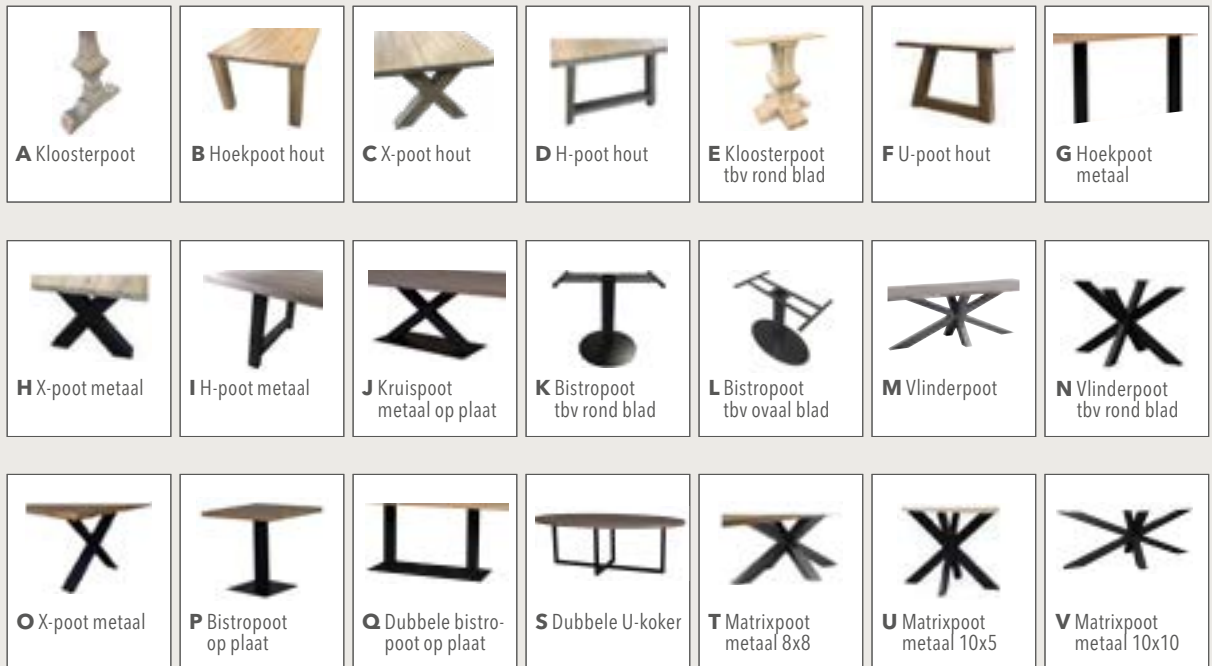 A Kloosterpoot
B Hoekpoot hout
C X-poot hout
D H-poot hout
E Kloosterpoot
tbv rond blad
F U-poot hout
G Hoekpoot
metaal
H X-poot metaal
I H-poot metaal
J Kruispoot
metaal op plaat
K Bistropoot
tbv rond blad
L Bistropoot
tbv ovaal blad
M Vlinderpoot
N Vlinderpoot
tbv rond blad
O X-poot metaal
P Bistropoot
op plaat
Q Dubbele bistro-
poot op plaat
S Dubbele U-koker
T Matrixpoot
metaal 8x8
U Matrixpoot
metaal 10x5
V Matrixpoot
metaal 10x10